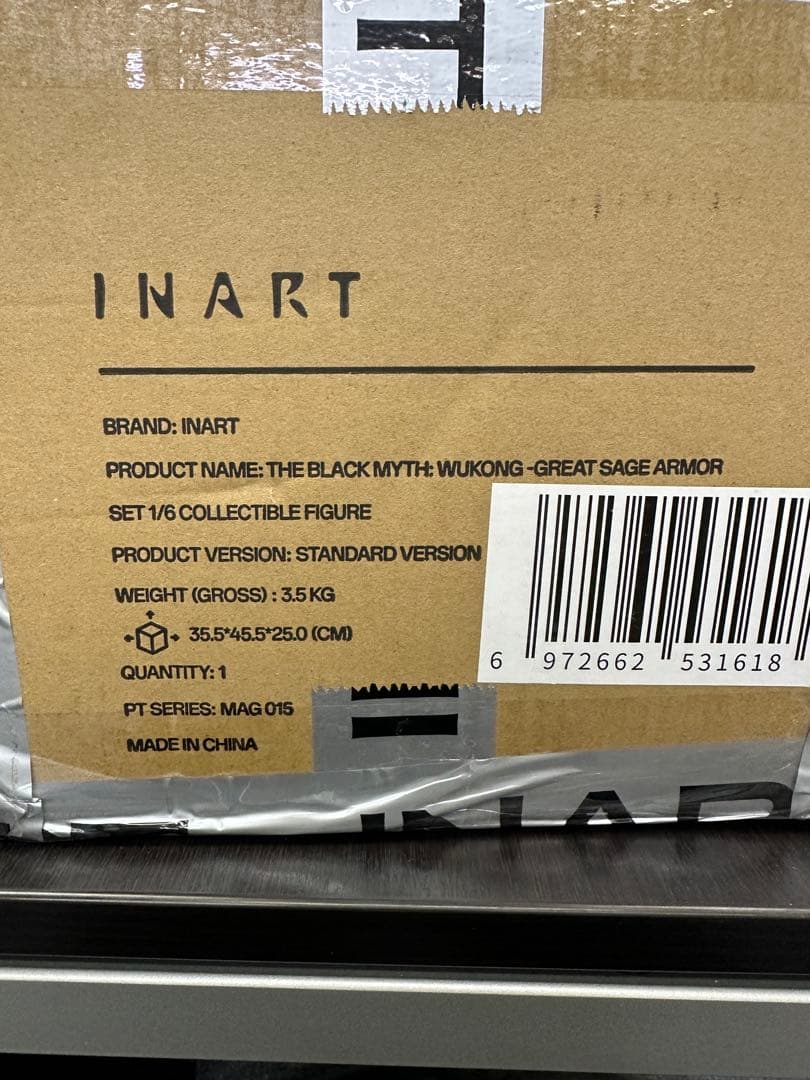 INART
BRAND: INART
PRODUCT NAME: THE BLACK MYTH: WUKONG -GREAT SAGE ARMOR
SET 1/6 COLLECTIBLE FIGURE
PRODUCT VERSION: STANDARD VERSION
WEIGHT (GROSS) : 3.5 KG
35.5*45.5*25.0 (CM)
QUANTITY: 1
PT SERIES: MAG 015
MADE IN CHINA
6 972662 531618
INAR